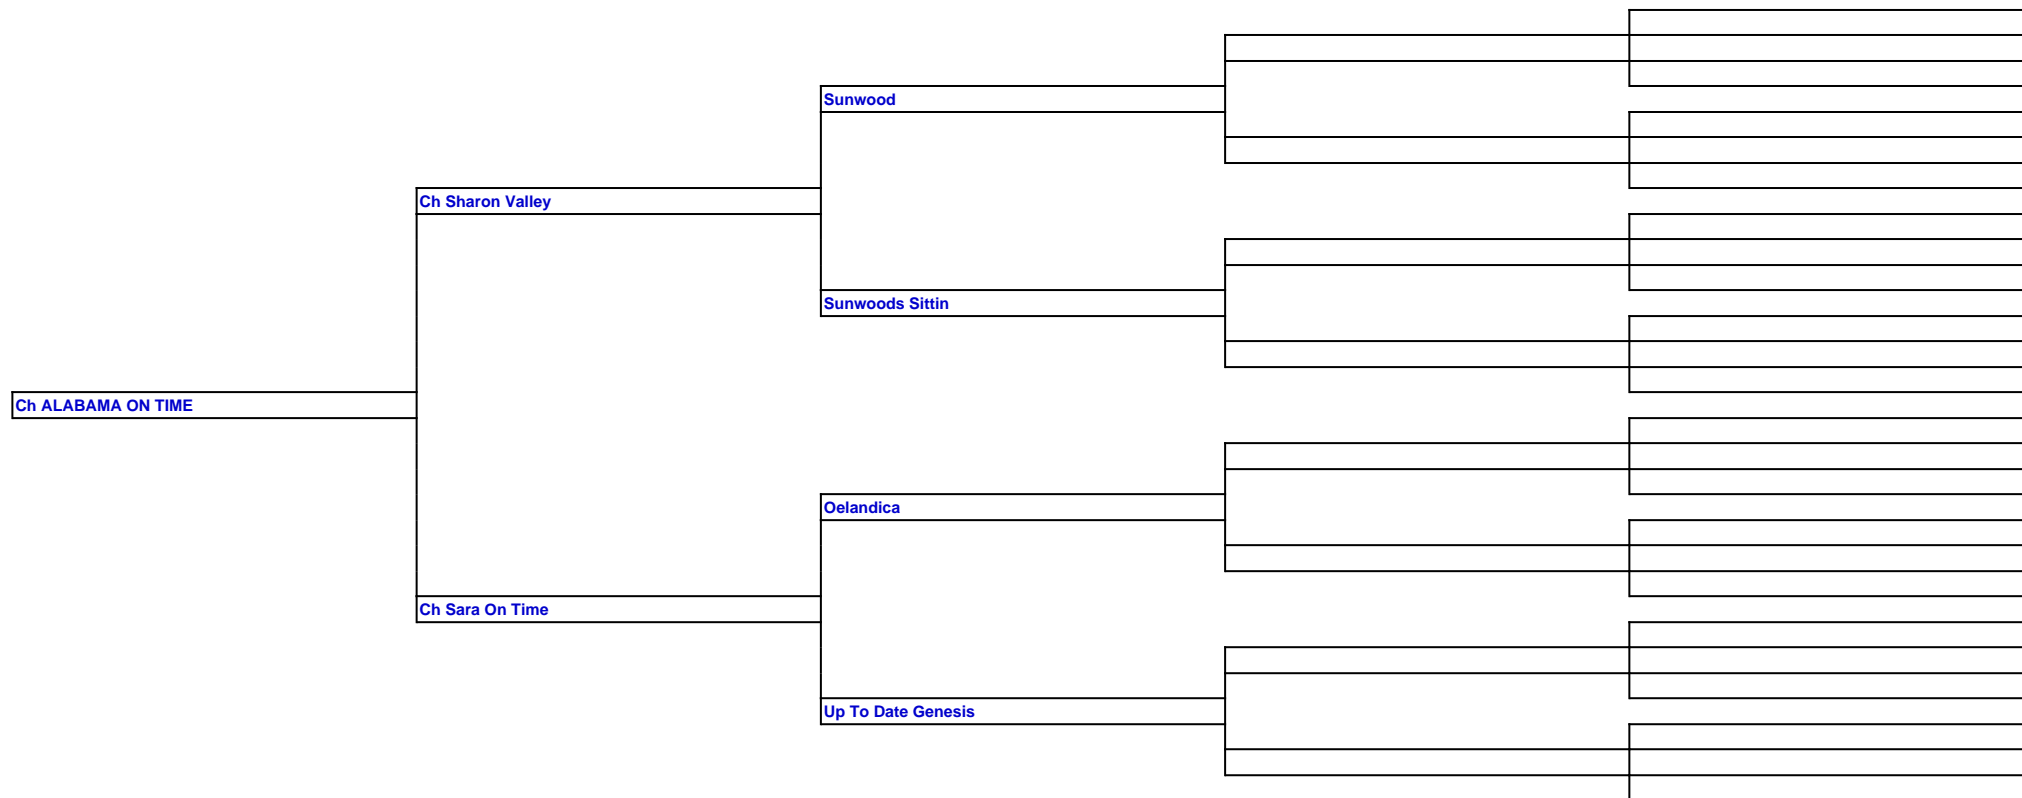 Sunwood
Ch Sharon Valley
Sunwoods Sittin
Ch ALABAMA ON TIME
Oelandica
Ch Sara On Time
Up To Date Genesis